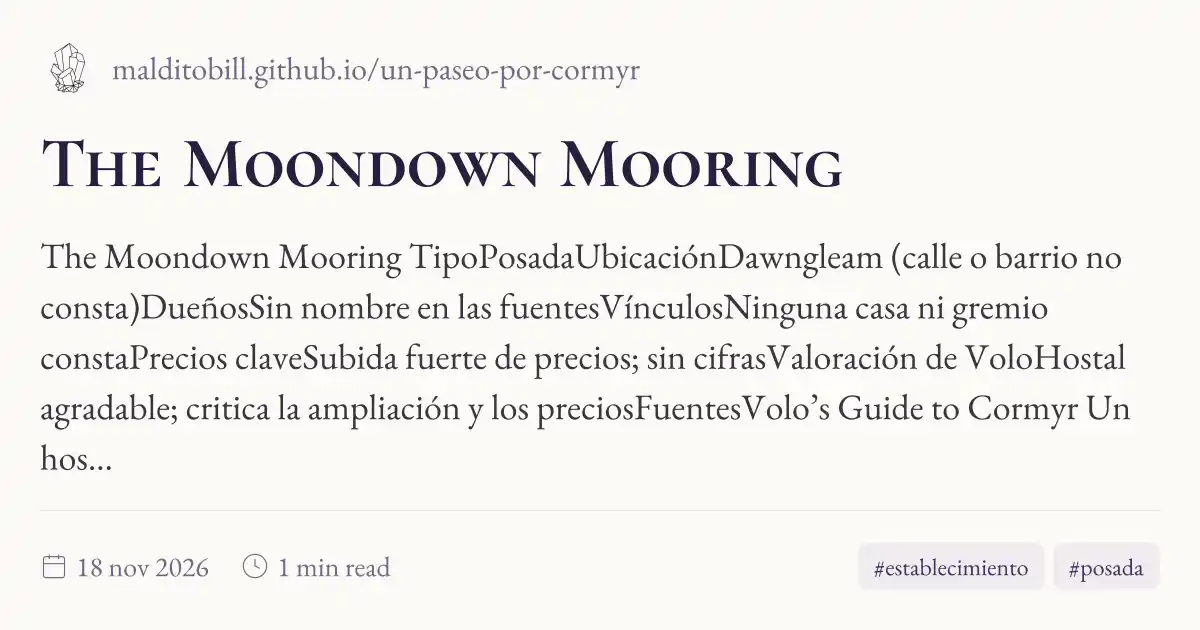 malditobill.github.io/un-paseo-por-cormyr
The Moondown Mooring
The Moondown Mooring TipoPosadaUbicaciónDawngleam (calle o barrio no
consta)DueñosSin nombre en las fuentesVínculosNinguna casa ni gremio
constaPrecios claveSubida fuerte de precios; sin cifrasValoración de VoloHostal
agradable; critica la ampliación y los preciosFuentesVolo’s Guide to Cormyr Un
hos...
18 nov 2026 1 min read #establecimiento #posada